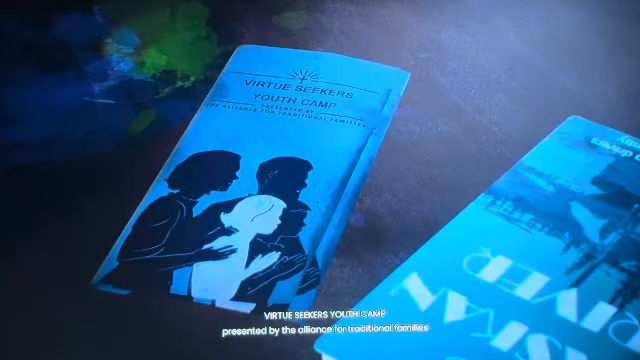 VIRTUE SEEKERS
YOUTH CAMP
PRESENTED BY
THE ALLIANCE FOR TRADITIONAL FAMILIES
RIVER
VIRTUE SEEKERS YOUTH CAMP
presented by the alliance for traditional families